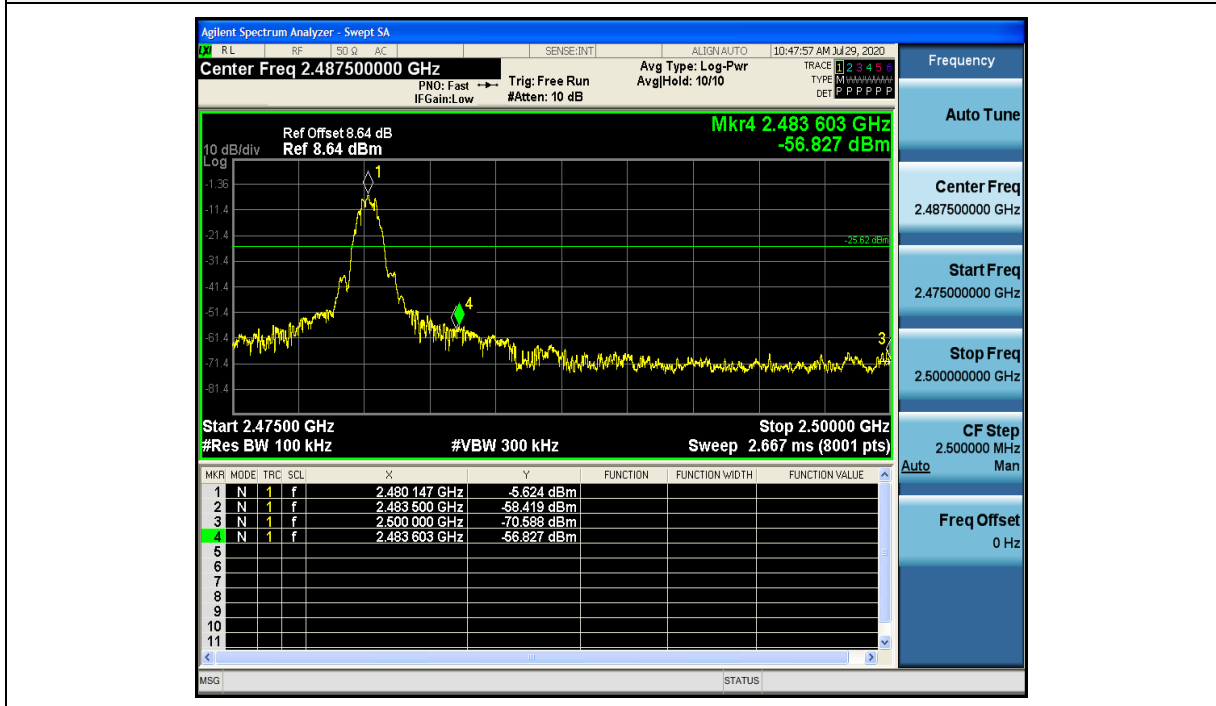 Agilent Spectrum Analyzer - Swept SA
LXI RL RF 50 Ω AC SENSE:INT ALIGN AUTO 10:47:57 AM Jul 29, 2020
Center Freq 2.487500000 GHz
PNO: Fast
IFGain:Low
Trig: Free Run
#Atten: 10 dB
Avg Type: Log-Pwr
Avg|Hold: 10/10
TRACE 1 2 3 4 5 6
TYPE M WWWWW
DET P P P P P P
Mkr4 2.483 603 GHz
-56.827 dBm
Ref Offset 8.64 dB
10 dB/div Ref 8.64 dBm
Log
-1.36
-11.4
-21.4
-31.4
-41.4
-51.4
-61.4
-71.4
-81.4
1
4
3
-25.62 dBm
Start 2.47500 GHz Stop 2.50000 GHz
#Res BW 100 kHz #VBW 300 kHz Sweep 2.667 ms (8001 pts)
MKR MODE TRC SCL X Y FUNCTION FUNCTION WIDTH FUNCTION VALUE
1 N 1 f 2.480 147 GHz -5.624 dBm
2 N 1 f 2.483 500 GHz -58.419 dBm
3 N 1 f 2.500 000 GHz -70.588 dBm
4 N 1 f 2.483 603 GHz -56.827 dBm
5
6
7
8
9
10
11
MSG STATUS
Frequency
Auto Tune
Center Freq
2.487500000 GHz
Start Freq
2.475000000 GHz
Stop Freq
2.500000000 GHz
CF Step
2.500000 MHz
Auto Man
Freq Offset
0 Hz